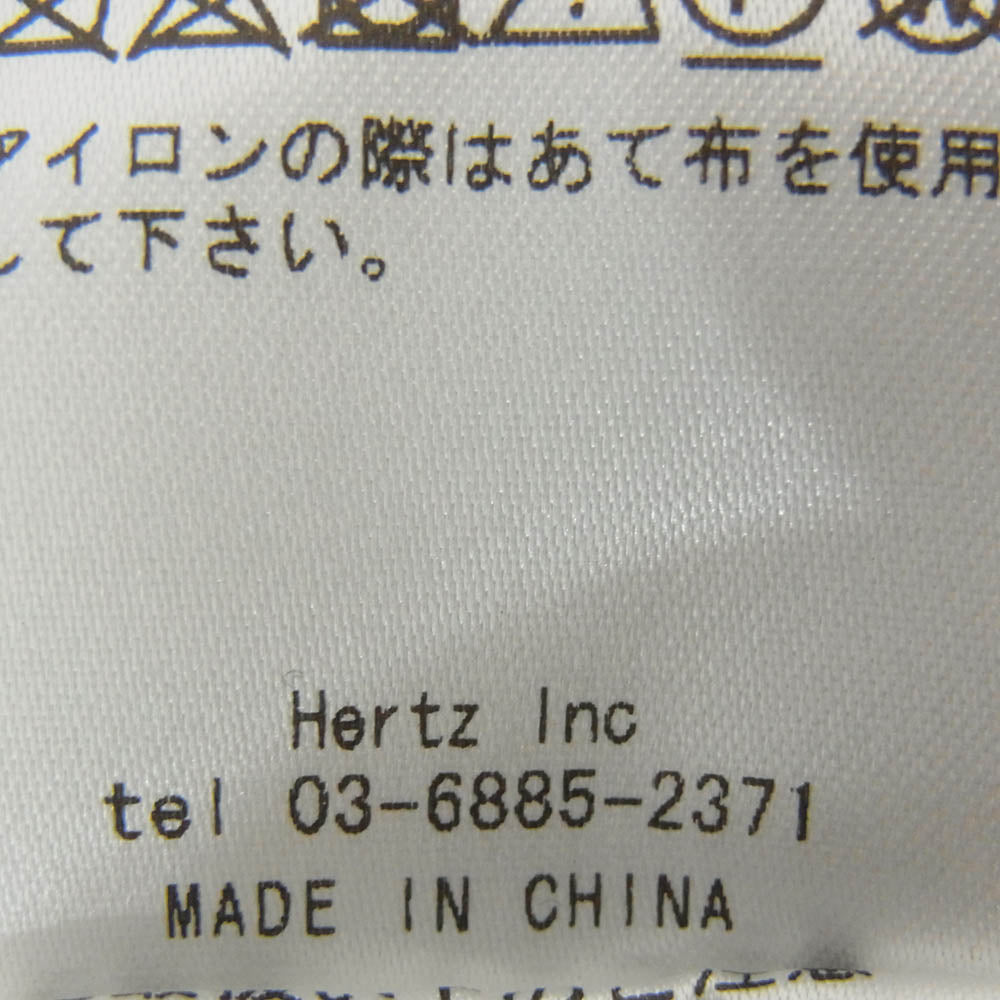 アイロンの際はあて布を使用
して下さい。
Hertz Inc
tel 03-6885-2371
MADE IN CHINA